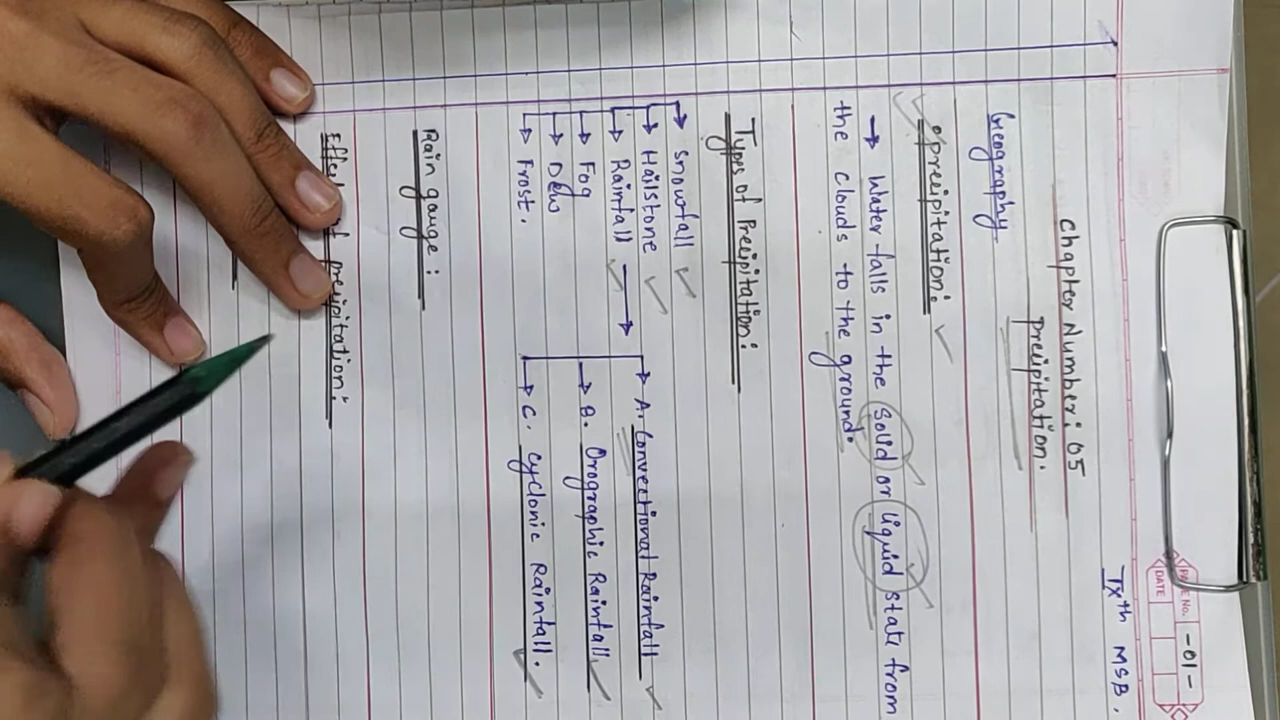 PAGE No. -01-
DATE
IXth MSB.
Chapter Number: 05
precipitation.
Geography
precipitation:
→ Water falls in the Solid or liquid state from
the clouds to the ground.
Types of Precipitation:
→ Snowfall
→ Hailstone
→ Rainfall → → A. Convectional Rainfall
→ Fog → B. Orographic Rainfall
→ Dew
→ Frost. → C. cyclonic Rainfall.
Rain gauge:
precipitation: